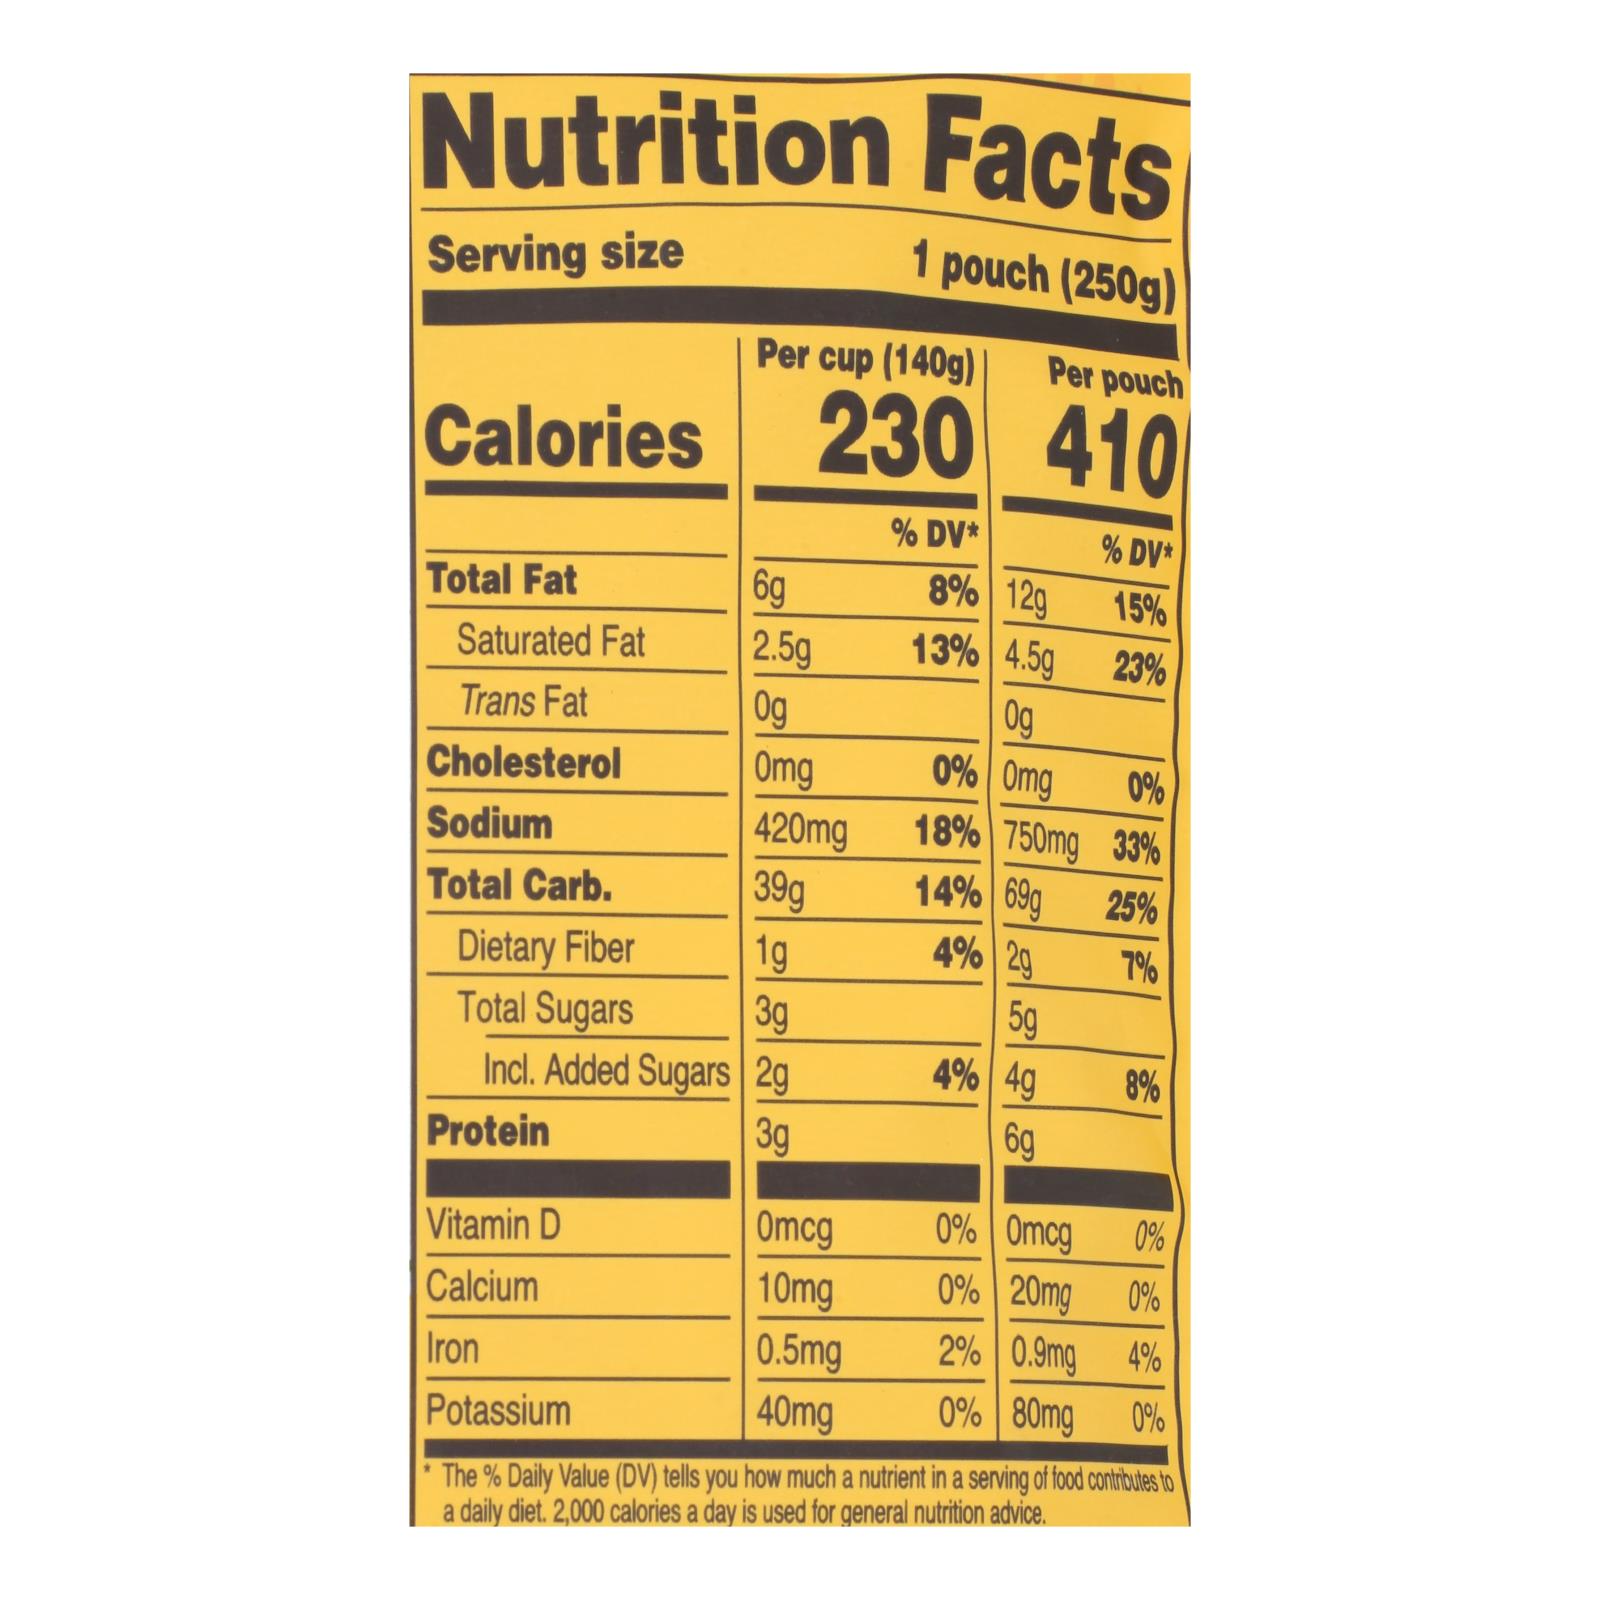 Nutrition Facts
Serving size 1 pouch (250g)
Per cup (140g) Per pouch
Calories 230 410
% DV* % DV*
Total Fat 6g 8% 12g 15%
Saturated Fat 2.5g 13% 4.5g 23%
Trans Fat 0g 0g
Cholesterol 0mg 0% 0mg 0%
Sodium 420mg 18% 750mg 33%
Total Carb. 39g 14% 69g 25%
Dietary Fiber 1g 4% 2g 7%
Total Sugars 3g 5g
Incl. Added Sugars 2g 4% 4g 8%
Protein 3g 6g
Vitamin D 0mcg 0% 0mcg 0%
Calcium 10mg 0% 20mg 0%
Iron 0.5mg 2% 0.9mg 4%
Potassium 40mg 0% 80mg 0%
* The % Daily Value (DV) tells you how much a nutrient in a serving of food contributes to
a daily diet. 2,000 calories a day is used for general nutrition advice.